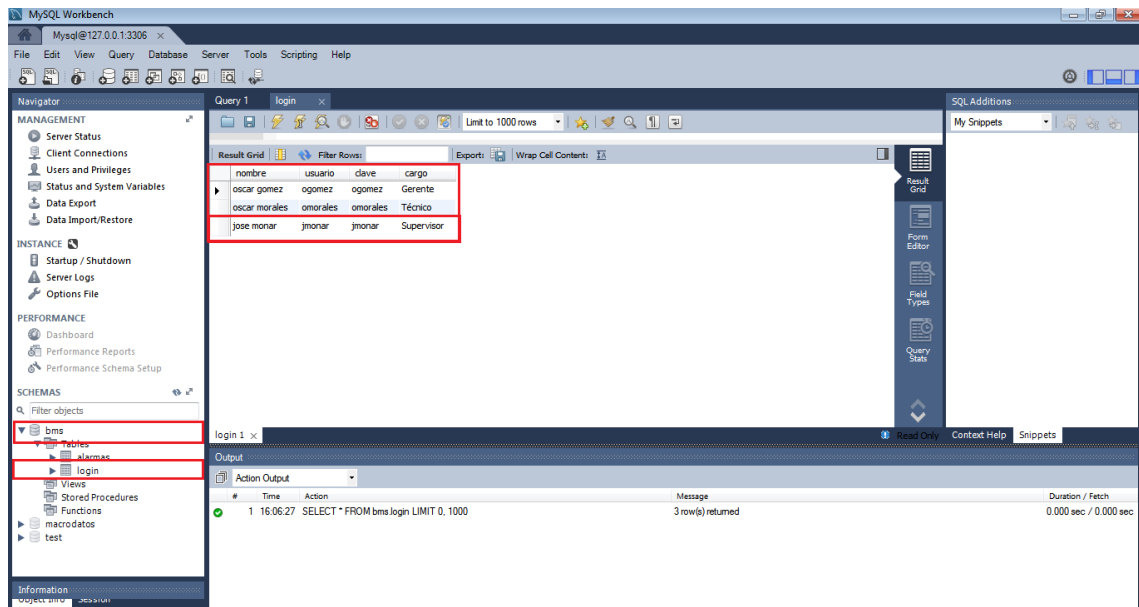 MySQL Workbench
Mysql@127.0.0.1:3306 ×
File Edit View Query Database Server Tools Scripting Help
Navigator
MANAGEMENT
Server Status
Client Connections
Users and Privileges
Status and System Variables
Data Export
Data Import/Restore
INSTANCE
Startup / Shutdown
Server Logs
Options File
PERFORMANCE
Dashboard
Performance Reports
Performance Schema Setup
SCHEMAS
Filter objects
bms
Tables
alarmas
login
Views
Stored Procedures
Functions
macrodatos
test
Information
Object Info Session
Query 1 login ×
Limit to 1000 rows
Result Grid Filter Rows: Export: Wrap Cell Content:
nombre usuario clave cargo
oscar gomez ogomez ogomez Gerente
oscar morales omorales omorales Técnico
jose monar jmonar jmonar Supervisor
Result
Grid
Form
Editor
Field
Types
Query
Stats
login 1 ×
Read Only
Output
Action Output
# Time Action Message Duration / Fetch
1 16:06:27 SELECT * FROM bms.login LIMIT 0, 1000 3 row(s) returned 0.000 sec / 0.000 sec
SQL Additions
My Snippets
Context Help Snippets